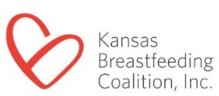 Kansas
Breastfeeding
Coalition, Inc.